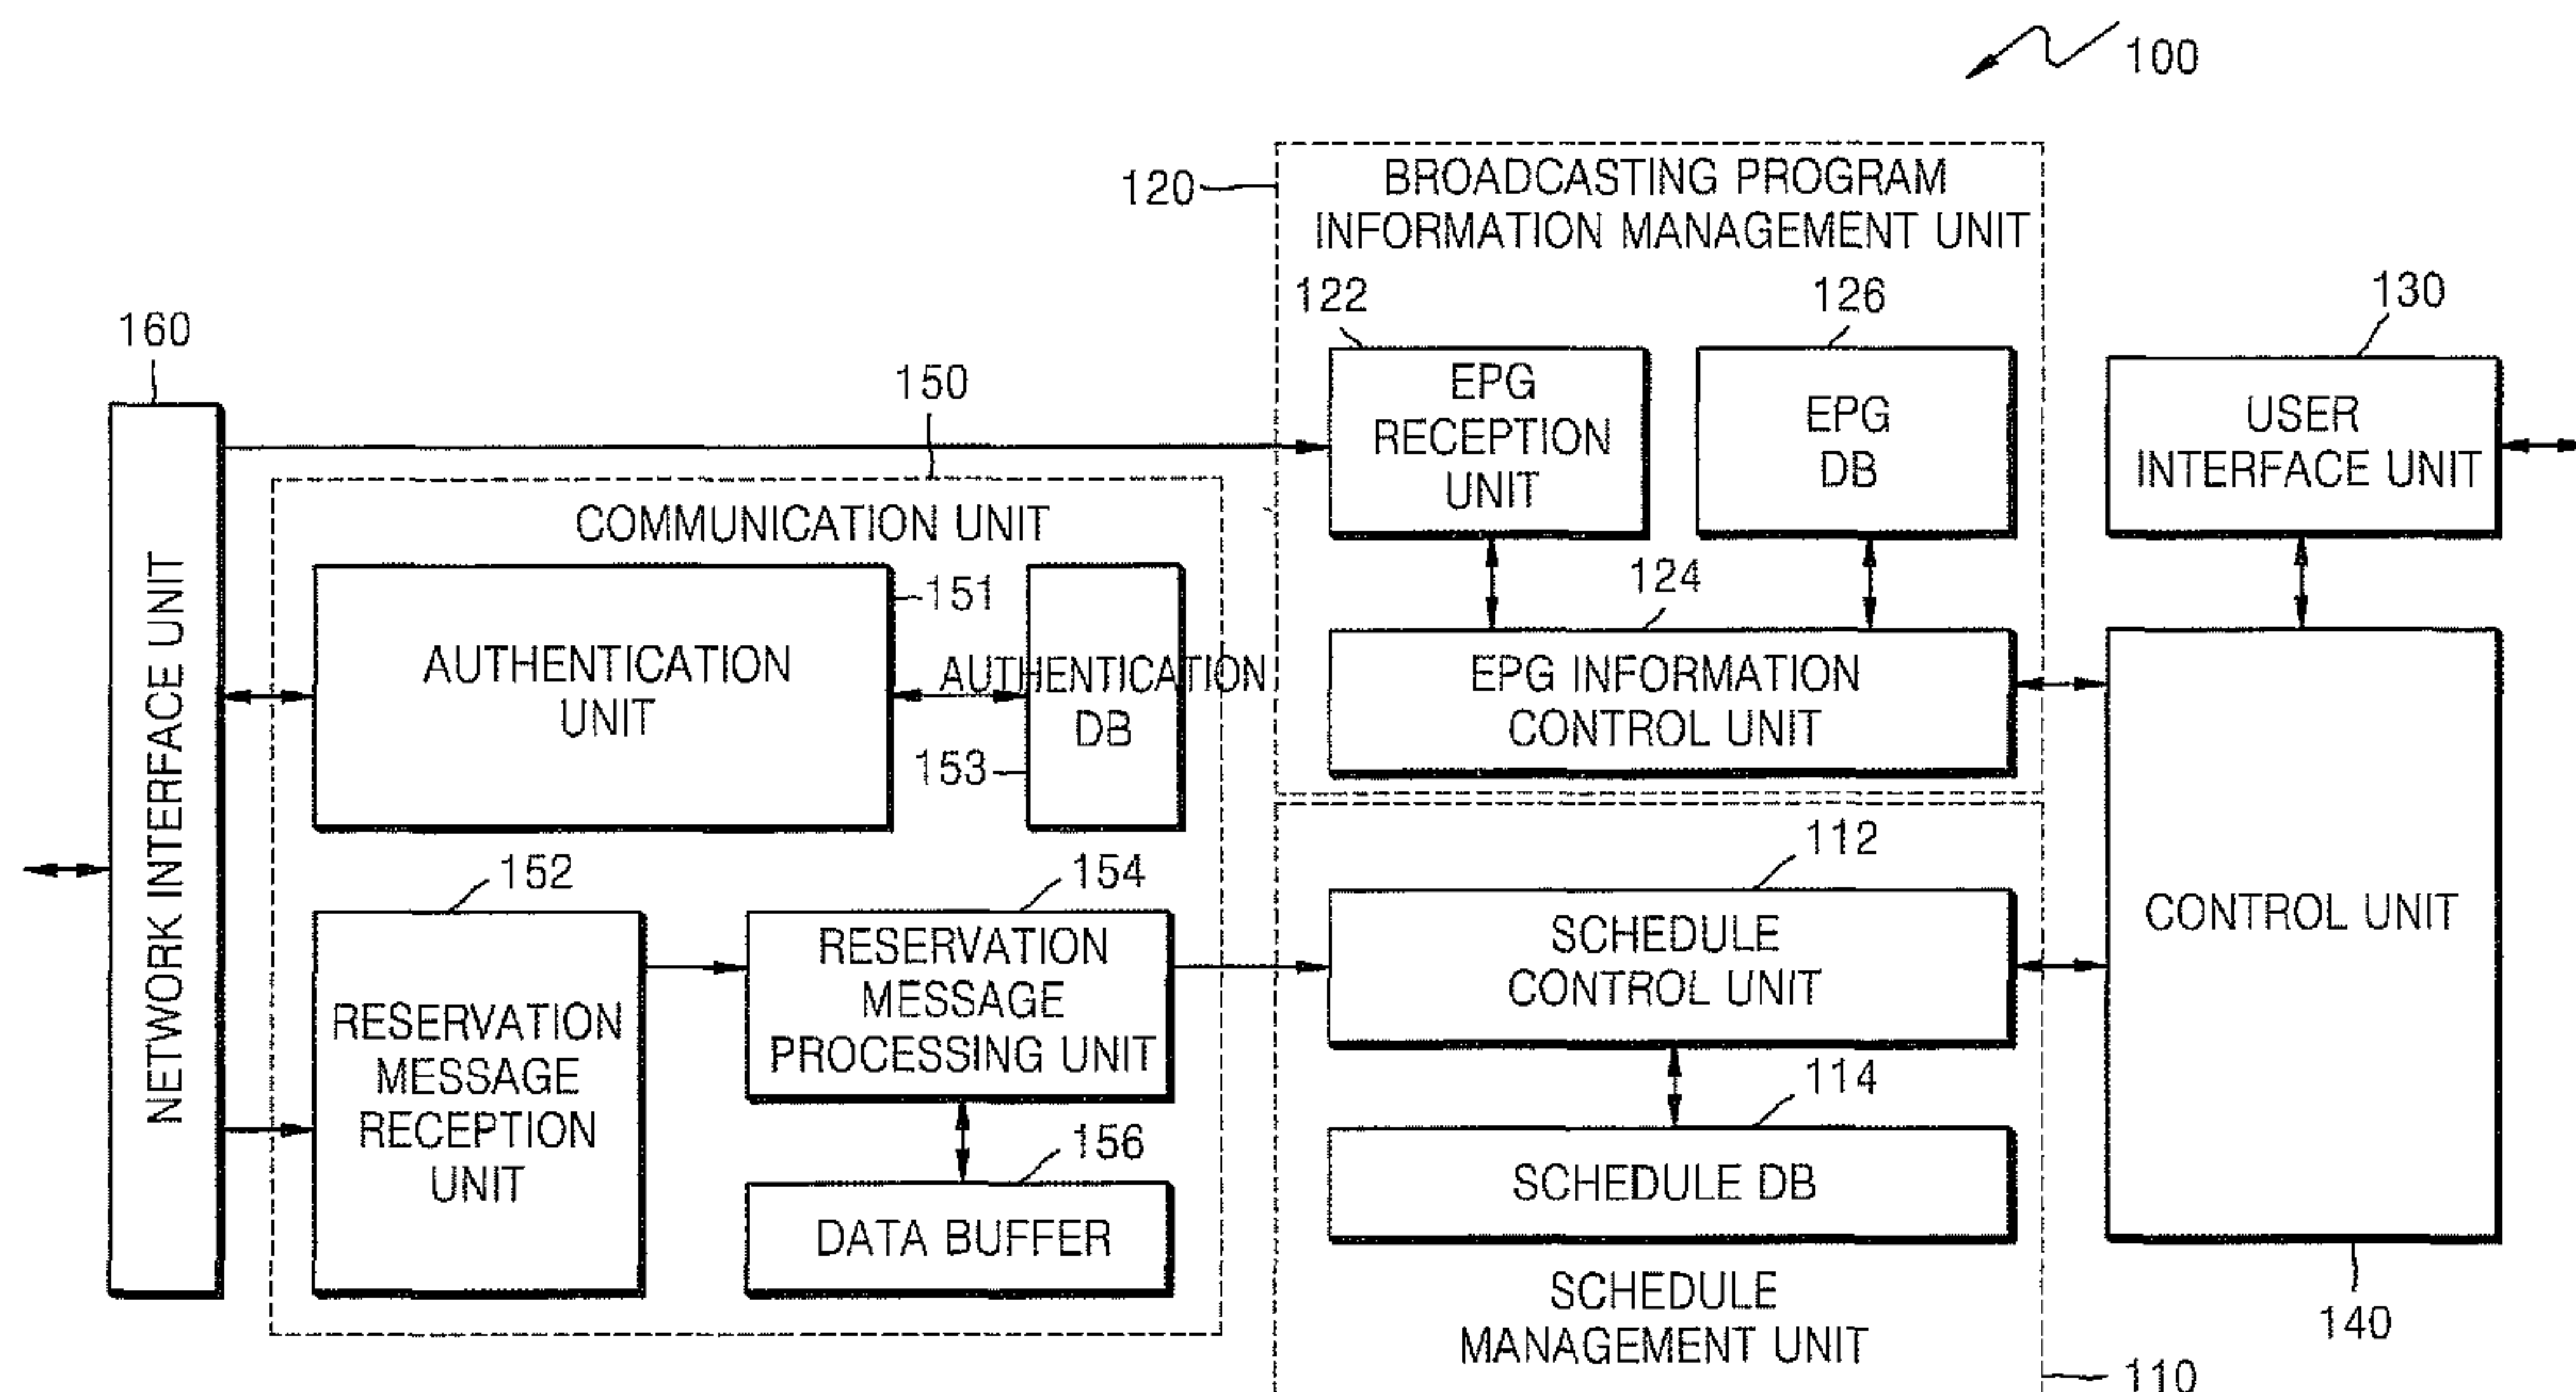 100
120
BROADCASTING PROGRAM
INFORMATION MANAGEMENT UNIT
122
126
130
160
150
EPG
RECEPTION
UNIT
EPG
DB
USER
INTERFACE UNIT
NETWORK INTERFACE UNIT
COMMUNICATION UNIT
151
124
AUTHENTICATION
UNIT
AUTHENTICATION
DB
153
EPG INFORMATION
CONTROL UNIT
152
154
112
RESERVATION
MESSAGE
RECEPTION
UNIT
RESERVATION
MESSAGE
PROCESSING UNIT
SCHEDULE
CONTROL UNIT
CONTROL UNIT
156
114
DATA BUFFER
SCHEDULE DB
SCHEDULE
MANAGEMENT UNIT
140
110